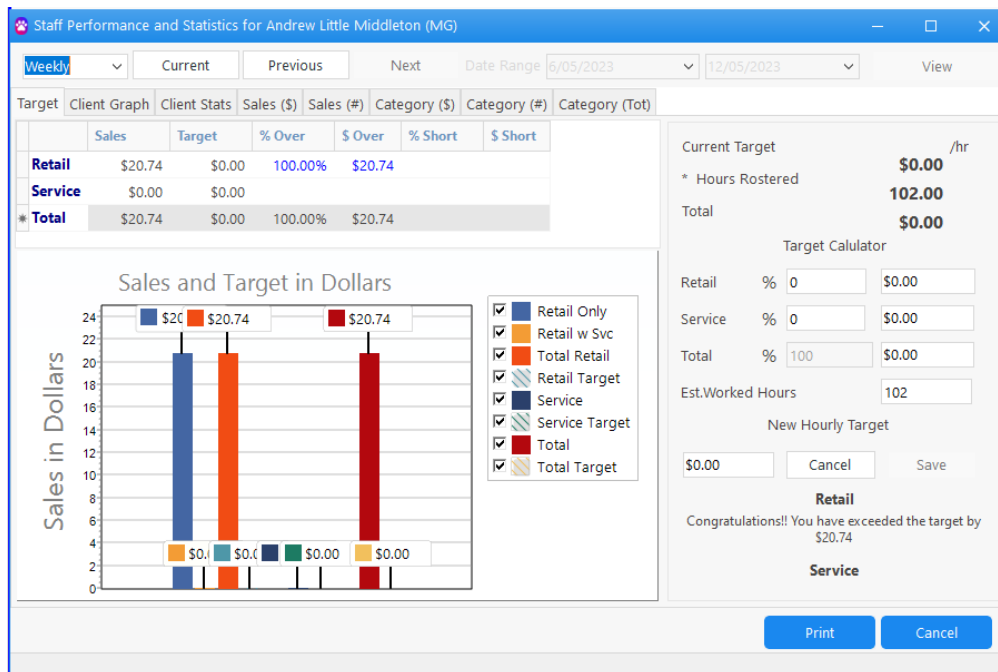 Staff Performance and Statistics for Andrew Little Middleton (MG)
Weekly Current Previous Next Date Range 6/05/2023 12/05/2023 View
Target Client Graph Client Stats Sales ($) Sales (#) Category ($) Category (#) Category (Tot)
Sales Target % Over $ Over % Short $ Short
Retail $20.74 $0.00 100.00% $20.74
Service $0.00 $0.00
Total $20.74 $0.00 100.00% $20.74
Sales and Target in Dollars
Sales in Dollars
24
22
20
18
16
14
12
10
8
6
4
2
0
$20 $20.74 $20.74
$0.0 $0.0 $0.00 $0.00
Retail Only
Retail w Svc
Total Retail
Retail Target
Service
Service Target
Total
Total Target
Current Target /hr
$0.00
* Hours Rostered
102.00
Total
$0.00
Target Calulator
Retail % 0 $0.00
Service % 0 $0.00
Total % 100 $0.00
Est.Worked Hours 102
New Hourly Target
$0.00 Cancel Save
Retail
Congratulations!! You have exceeded the target by
$20.74
Service
Print Cancel